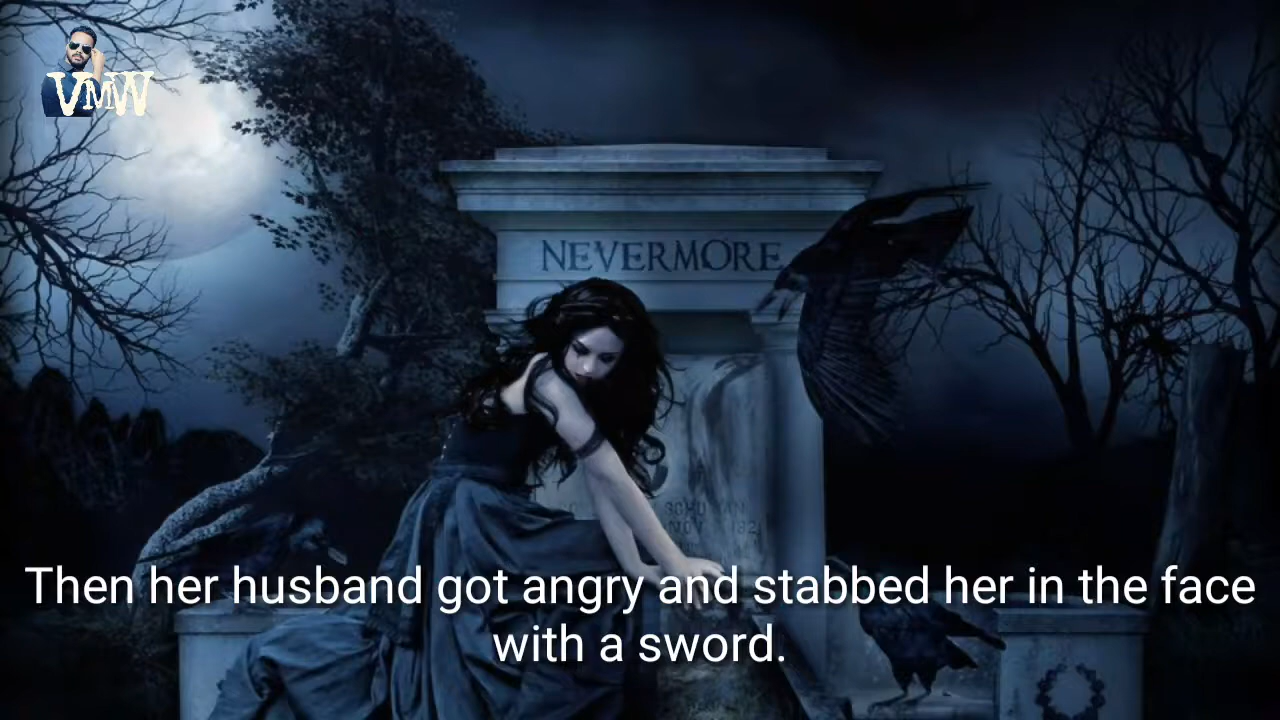 VMW
NEVERMORE
Then her husband got angry and stabbed her in the face
with a sword.